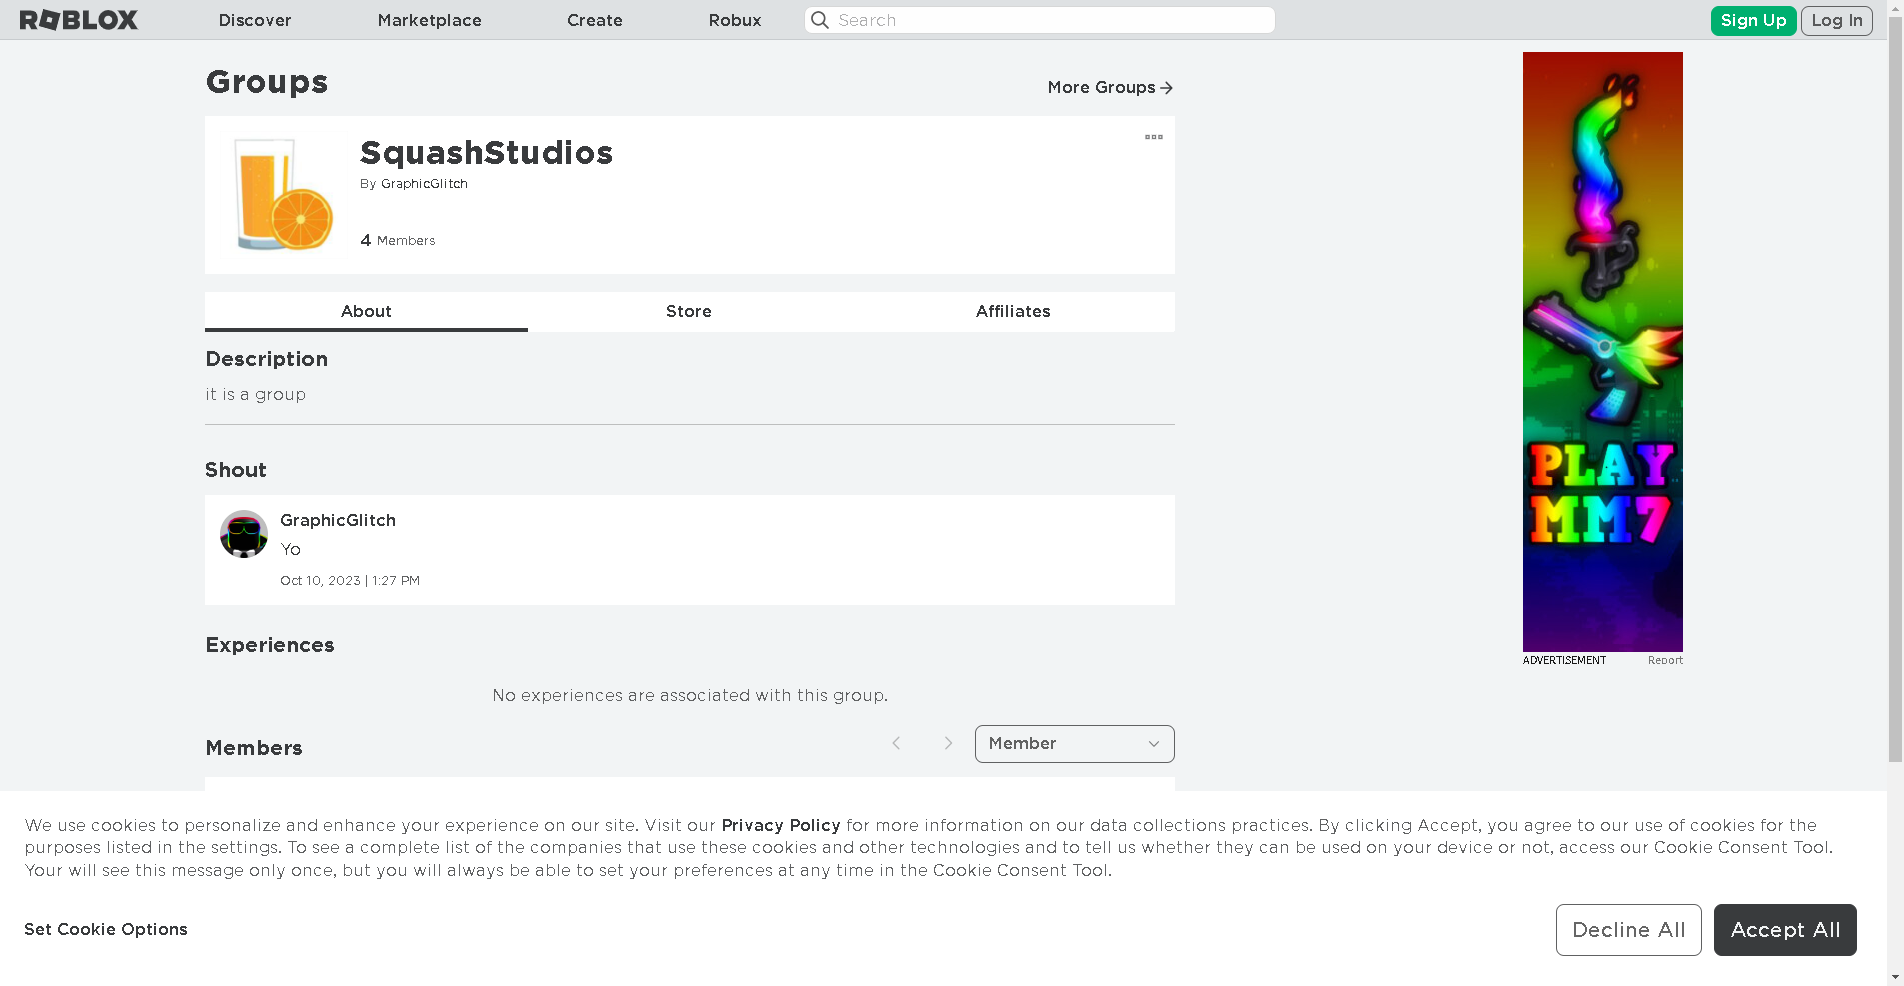 ROBLOX
Discover
Marketplace
Create
Robux
Search
Sign Up
Log In
Groups
More Groups
SquashStudios
By GraphicGlitch
4 Members
About
Store
Affiliates
Description
it is a group
Shout
GraphicGlitch
Yo
Oct 10, 2023 | 1:27 PM
Experiences
No experiences are associated with this group.
Members
Member
PLAY
MM7
ADVERTISEMENT
Report
We use cookies to personalize and enhance your experience on our site. Visit our Privacy Policy for more information on our data collections practices. By clicking Accept, you agree to our use of cookies for the
purposes listed in the settings. To see a complete list of the companies that use these cookies and other technologies and to tell us whether they can be used on your device or not, access our Cookie Consent Tool.
Your will see this message only once, but you will always be able to set your preferences at any time in the Cookie Consent Tool.
Set Cookie Options
Decline All
Accept All